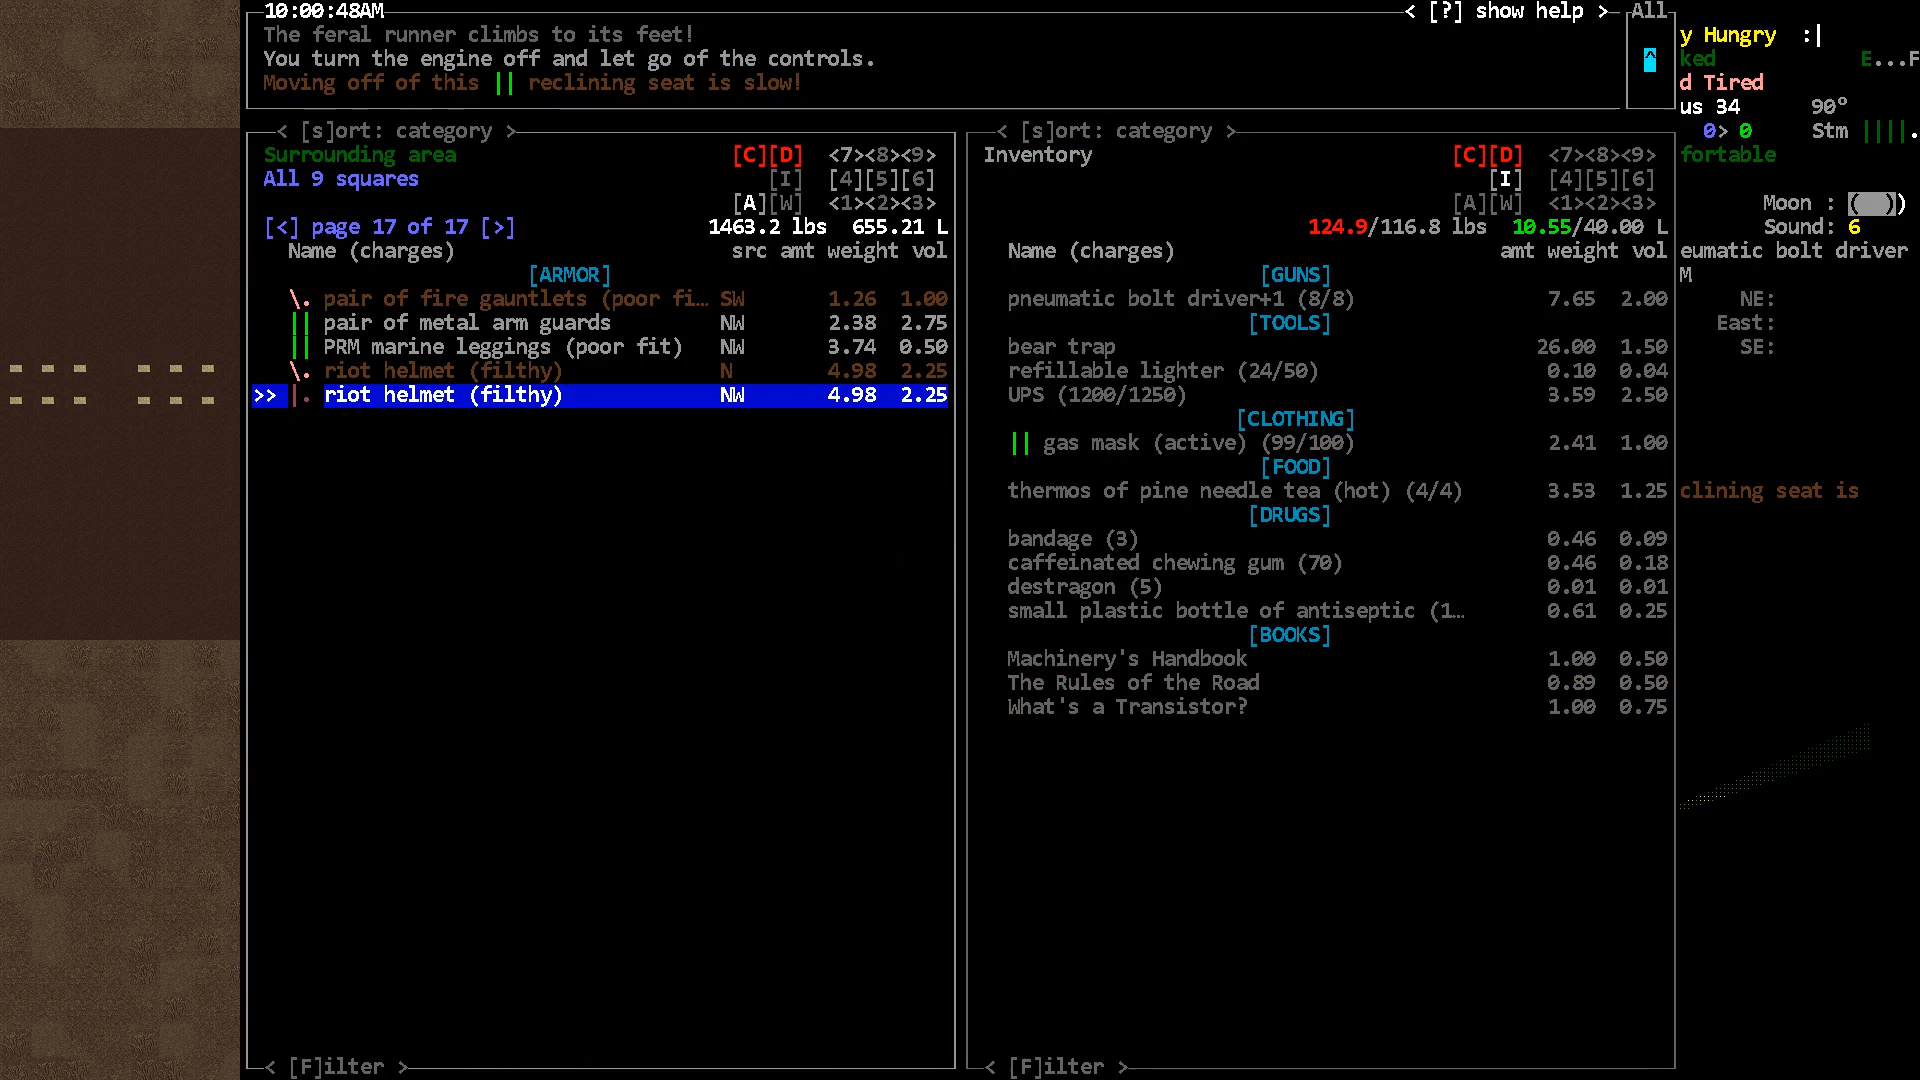 10:00:48AM < [?] show help > All
The feral runner climbs to its feet!
You turn the engine off and let go of the controls.
Moving off of this || reclining seat is slow!
^
y Hungry :|
ked E...F
d Tired
us 34 90°
0> 0 Stm ||||.
fortable
Moon : ( ))
Sound: 6
eumatic bolt driver
M
NE:
East:
SE:
clining seat is
< [s]ort: category >
Surrounding area [C][D] <7><8><9>
All 9 squares [I] [4][5][6]
[A][W] <1><2><3>
[<] page 17 of 17 [>] 1463.2 lbs 655.21 L
Name (charges) src amt weight vol
[ARMOR]
\. pair of fire gauntlets (poor fi… SW 1.26 1.00
|| pair of metal arm guards NW 2.38 2.75
|| PRM marine leggings (poor fit) NW 3.74 0.50
\. riot helmet (filthy) N 4.98 2.25
>> |. riot helmet (filthy) NW 4.98 2.25
< [F]ilter >
< [s]ort: category >
Inventory [C][D] <7><8><9>
[I] [4][5][6]
[A][W] <1><2><3>
124.9/116.8 lbs 10.55/40.00 L
Name (charges) amt weight vol
[GUNS]
pneumatic bolt driver+1 (8/8) 7.65 2.00
[TOOLS]
bear trap 26.00 1.50
refillable lighter (24/50) 0.10 0.04
UPS (1200/1250) 3.59 2.50
[CLOTHING]
|| gas mask (active) (99/100) 2.41 1.00
[FOOD]
thermos of pine needle tea (hot) (4/4) 3.53 1.25
[DRUGS]
bandage (3) 0.46 0.09
caffeinated chewing gum (70) 0.46 0.18
destragon (5) 0.01 0.01
small plastic bottle of antiseptic (1… 0.61 0.25
[BOOKS]
Machinery's Handbook 1.00 0.50
The Rules of the Road 0.89 0.50
What's a Transistor? 1.00 0.75
< [F]ilter >